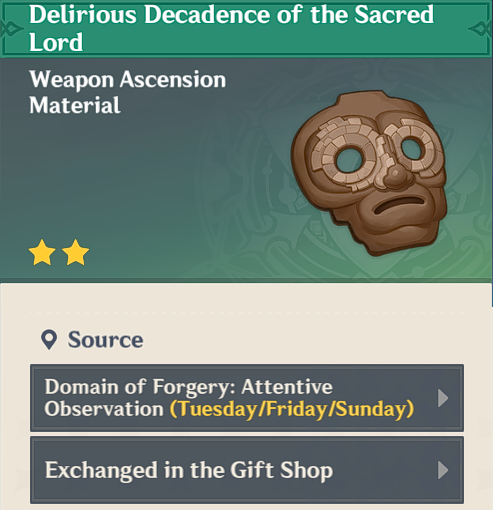 Delirious Decadence of the Sacred
Lord
Weapon Ascension
Material
Source
Domain of Forgery: Attentive
Observation (Tuesday/Friday/Sunday)
Exchanged in the Gift Shop